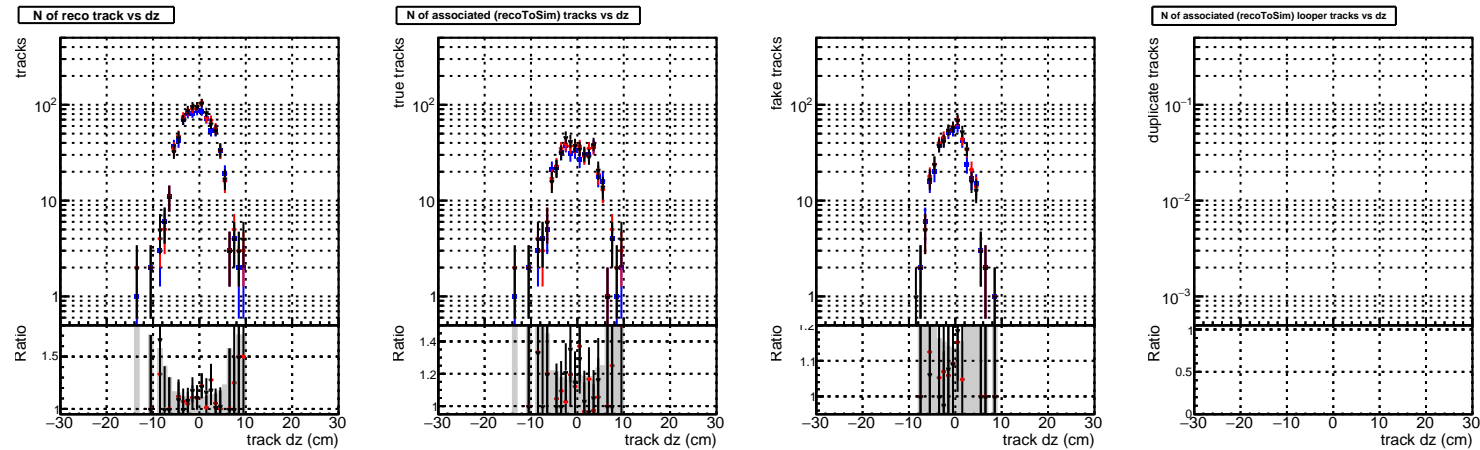 N of reco track vs dz
tracks
10²
10
1
Ratio
1.5
1
−30 −20 −10 0 10 20 30
track dz (cm)
N of associated (recoToSim) tracks vs dz
true tracks
10²
10
1
Ratio
1.4
1.2
1
−30 −20 −10 0 10 20 30
track dz (cm)
fake tracks
10²
10
1
Ratio
1.2
1.1
1
−30 −20 −10 0 10 20 30
track dz (cm)
N of associated (recoToSim) looper tracks vs dz
duplicate tracks
10⁻¹
10⁻²
10⁻³
Ratio
1
0.5
0
−30 −20 −10 0 10 20 30
track dz (cm)